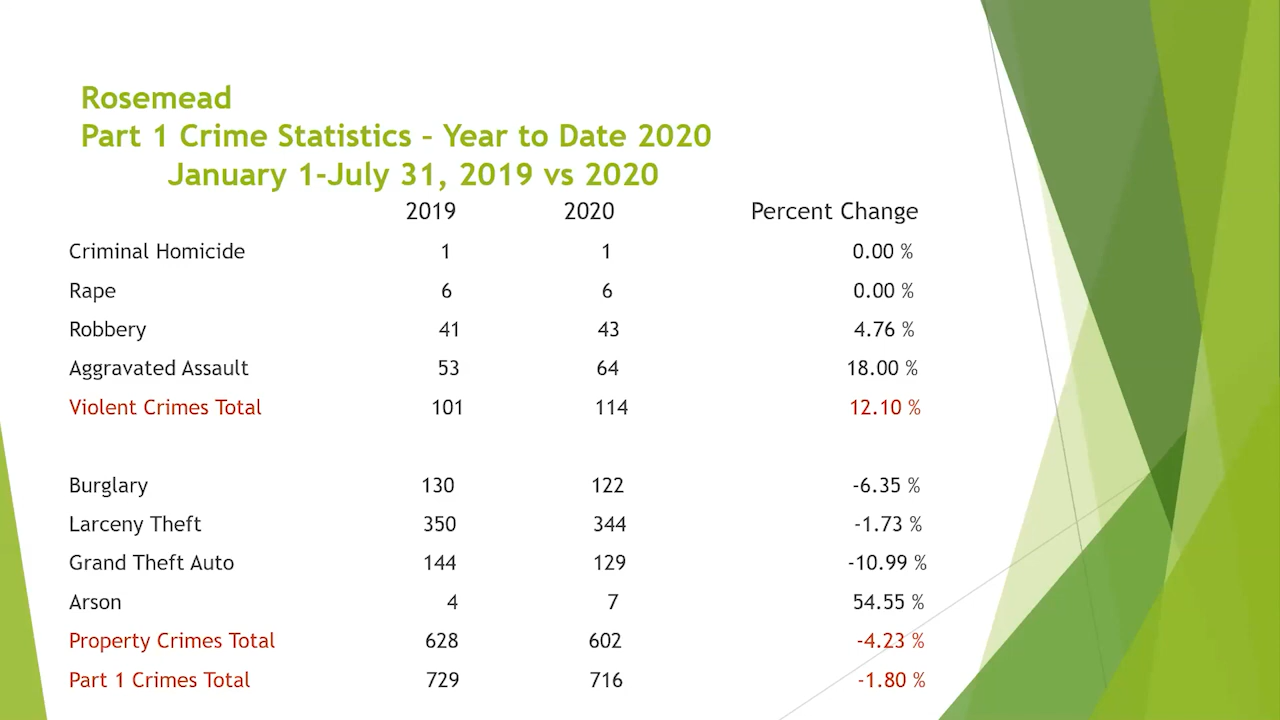 Rosemead
Part 1 Crime Statistics – Year to Date 2020
January 1-July 31, 2019 vs 2020
2019 2020 Percent Change
Criminal Homicide 1 1 0.00 %
Rape 6 6 0.00 %
Robbery 41 43 4.76 %
Aggravated Assault 53 64 18.00 %
Violent Crimes Total 101 114 12.10 %
Burglary 130 122 -6.35 %
Larceny Theft 350 344 -1.73 %
Grand Theft Auto 144 129 -10.99 %
Arson 4 7 54.55 %
Property Crimes Total 628 602 -4.23 %
Part 1 Crimes Total 729 716 -1.80 %